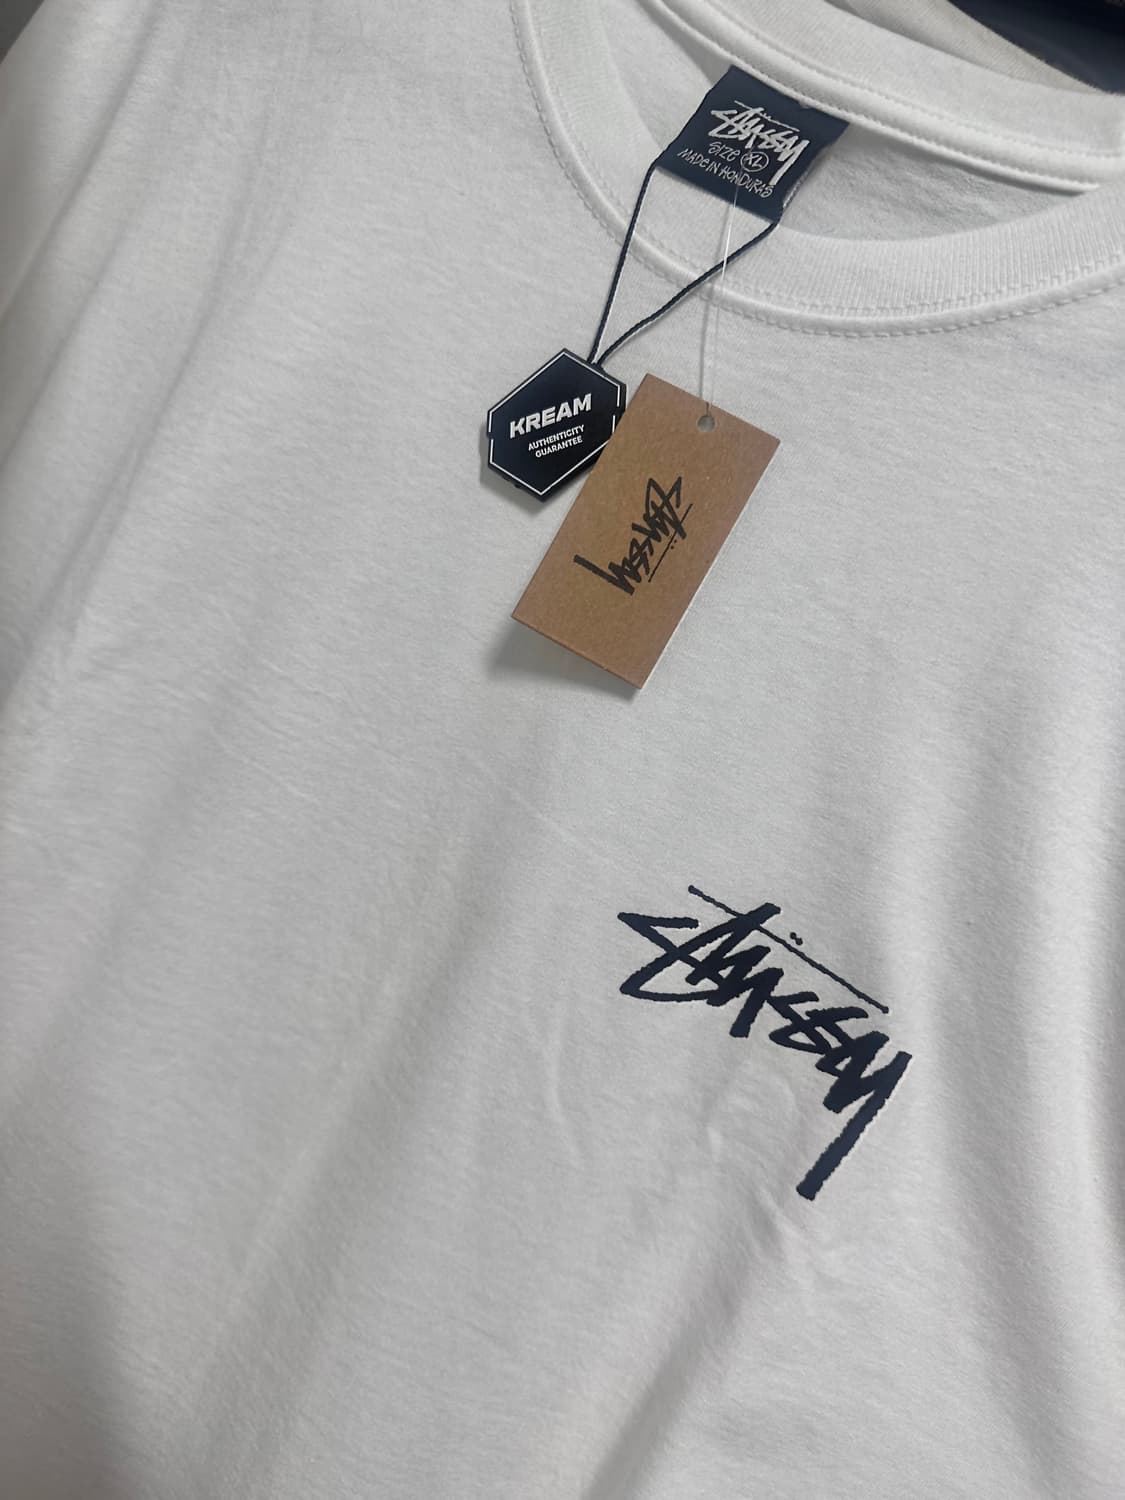 STÜSSY
SIZE XL
MADE IN HONDURAS
KREAM
AUTHENTICITY
GUARANTEE
STÜSSY
STÜSSY